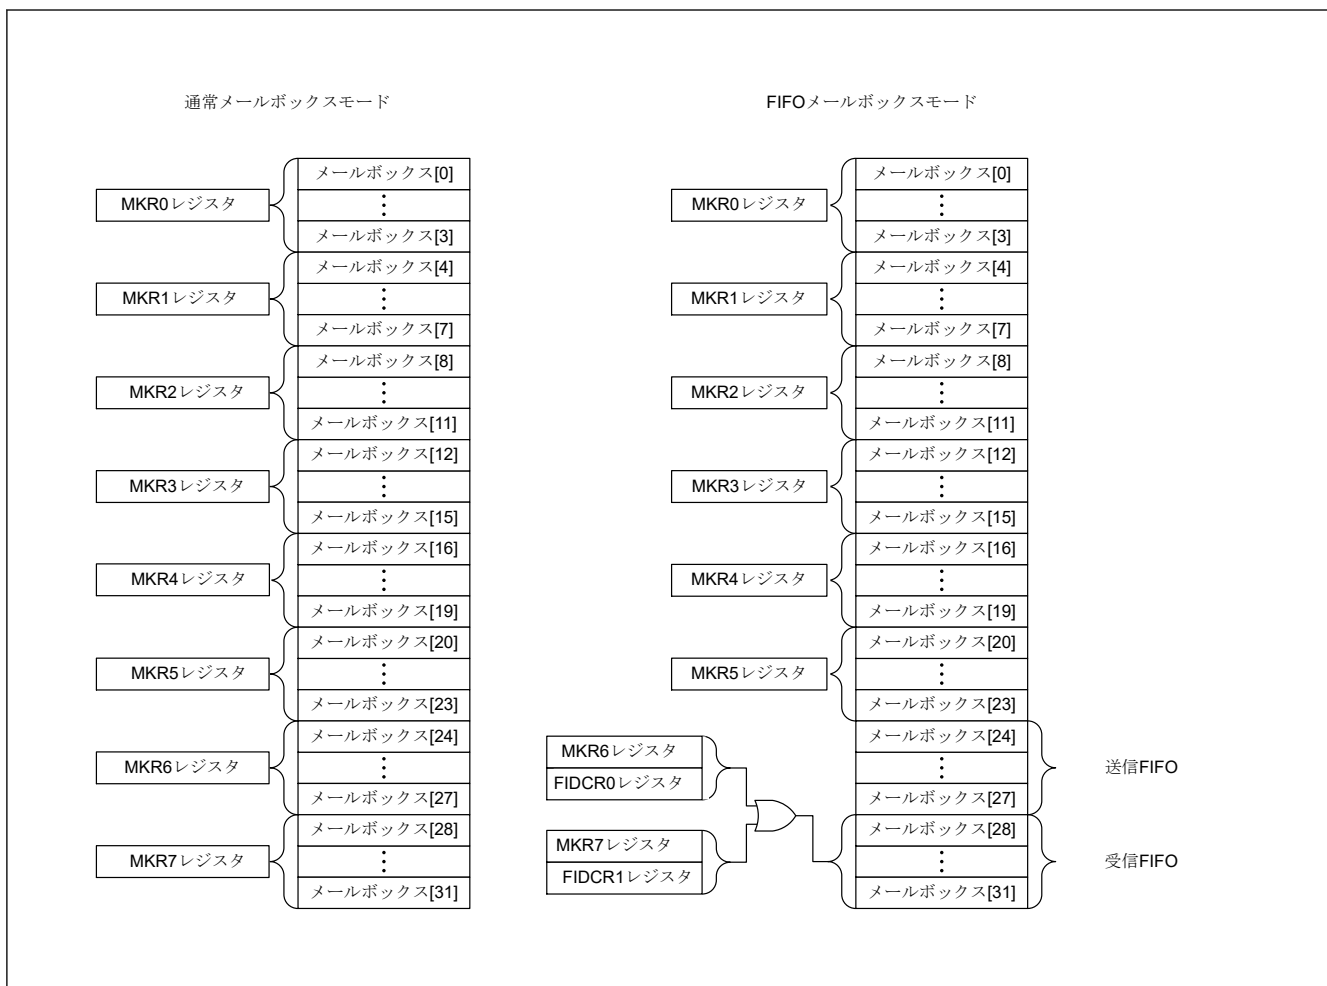 通常メールボックスモード
MKR0レジスタ
メールボックス[0]
メールボックス[3]
MKR1レジスタ
メールボックス[4]
メールボックス[7]
MKR2レジスタ
メールボックス[8]
メールボックス[11]
MKR3レジスタ
メールボックス[12]
メールボックス[15]
MKR4レジスタ
メールボックス[16]
メールボックス[19]
MKR5レジスタ
メールボックス[20]
メールボックス[23]
MKR6レジスタ
メールボックス[24]
メールボックス[27]
MKR7レジスタ
メールボックス[28]
メールボックス[31]
FIFOメールボックスモード
MKR0レジスタ
メールボックス[0]
メールボックス[3]
MKR1レジスタ
メールボックス[4]
メールボックス[7]
MKR2レジスタ
メールボックス[8]
メールボックス[11]
MKR3レジスタ
メールボックス[12]
メールボックス[15]
MKR4レジスタ
メールボックス[16]
メールボックス[19]
MKR5レジスタ
メールボックス[20]
メールボックス[23]
MKR6レジスタ
FIDCR0レジスタ
メールボックス[24]
メールボックス[27]
送信FIFO
MKR7レジスタ
FIDCR1レジスタ
メールボックス[28]
メールボックス[31]
受信FIFO